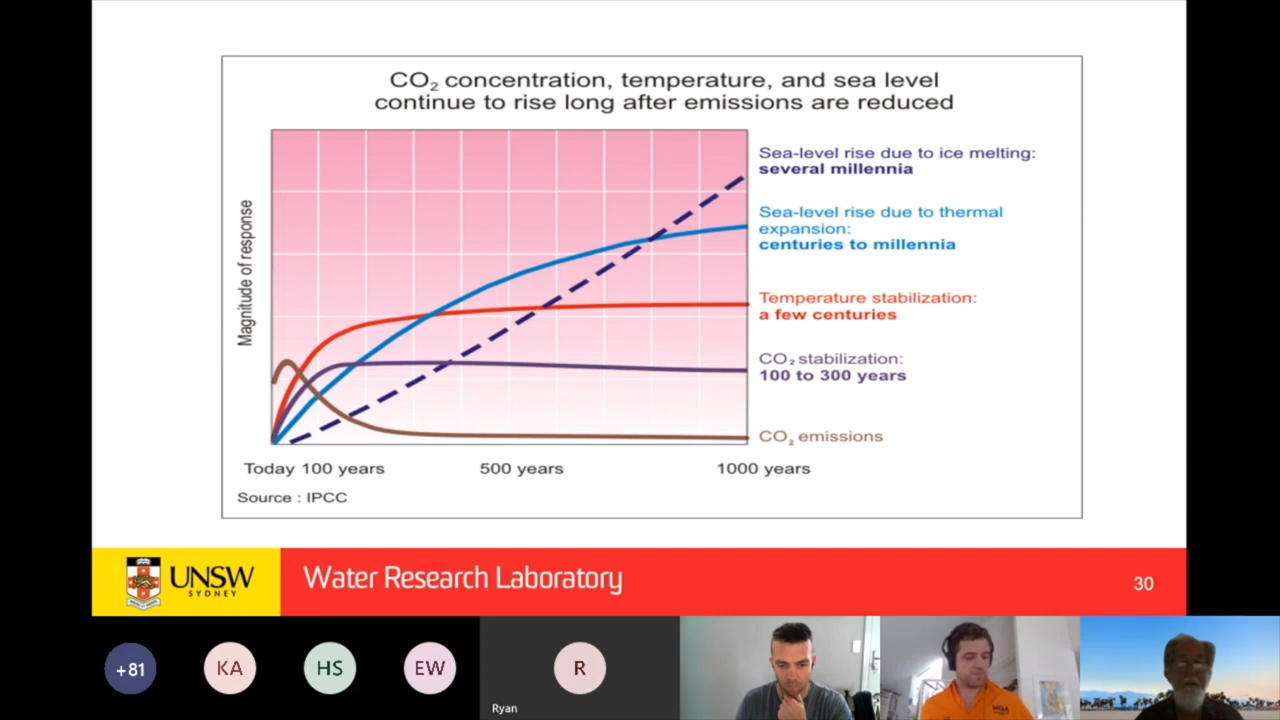 CO₂ concentration, temperature, and sea level
continue to rise long after emissions are reduced
Magnitude of response
Sea-level rise due to ice melting:
several millennia
Sea-level rise due to thermal
expansion:
centuries to millennia
Temperature stabilization:
a few centuries
CO₂ stabilization:
100 to 300 years
CO₂ emissions
Today 100 years 500 years 1000 years
Source : IPCC
UNSW
SYDNEY
Water Research Laboratory
30
+81 KA HS EW R
Ryan